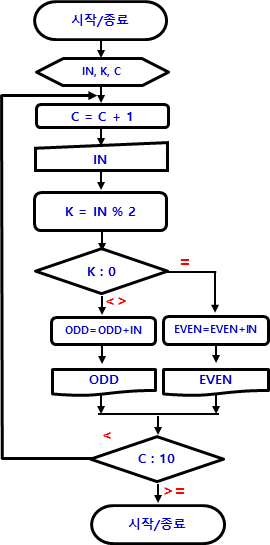 시작/종료
IN, K, C
C = C + 1
IN
K = IN % 2
K : 0
=
< >
ODD=ODD+IN
EVEN=EVEN+IN
ODD
EVEN
<
C : 10
> =
시작/종료